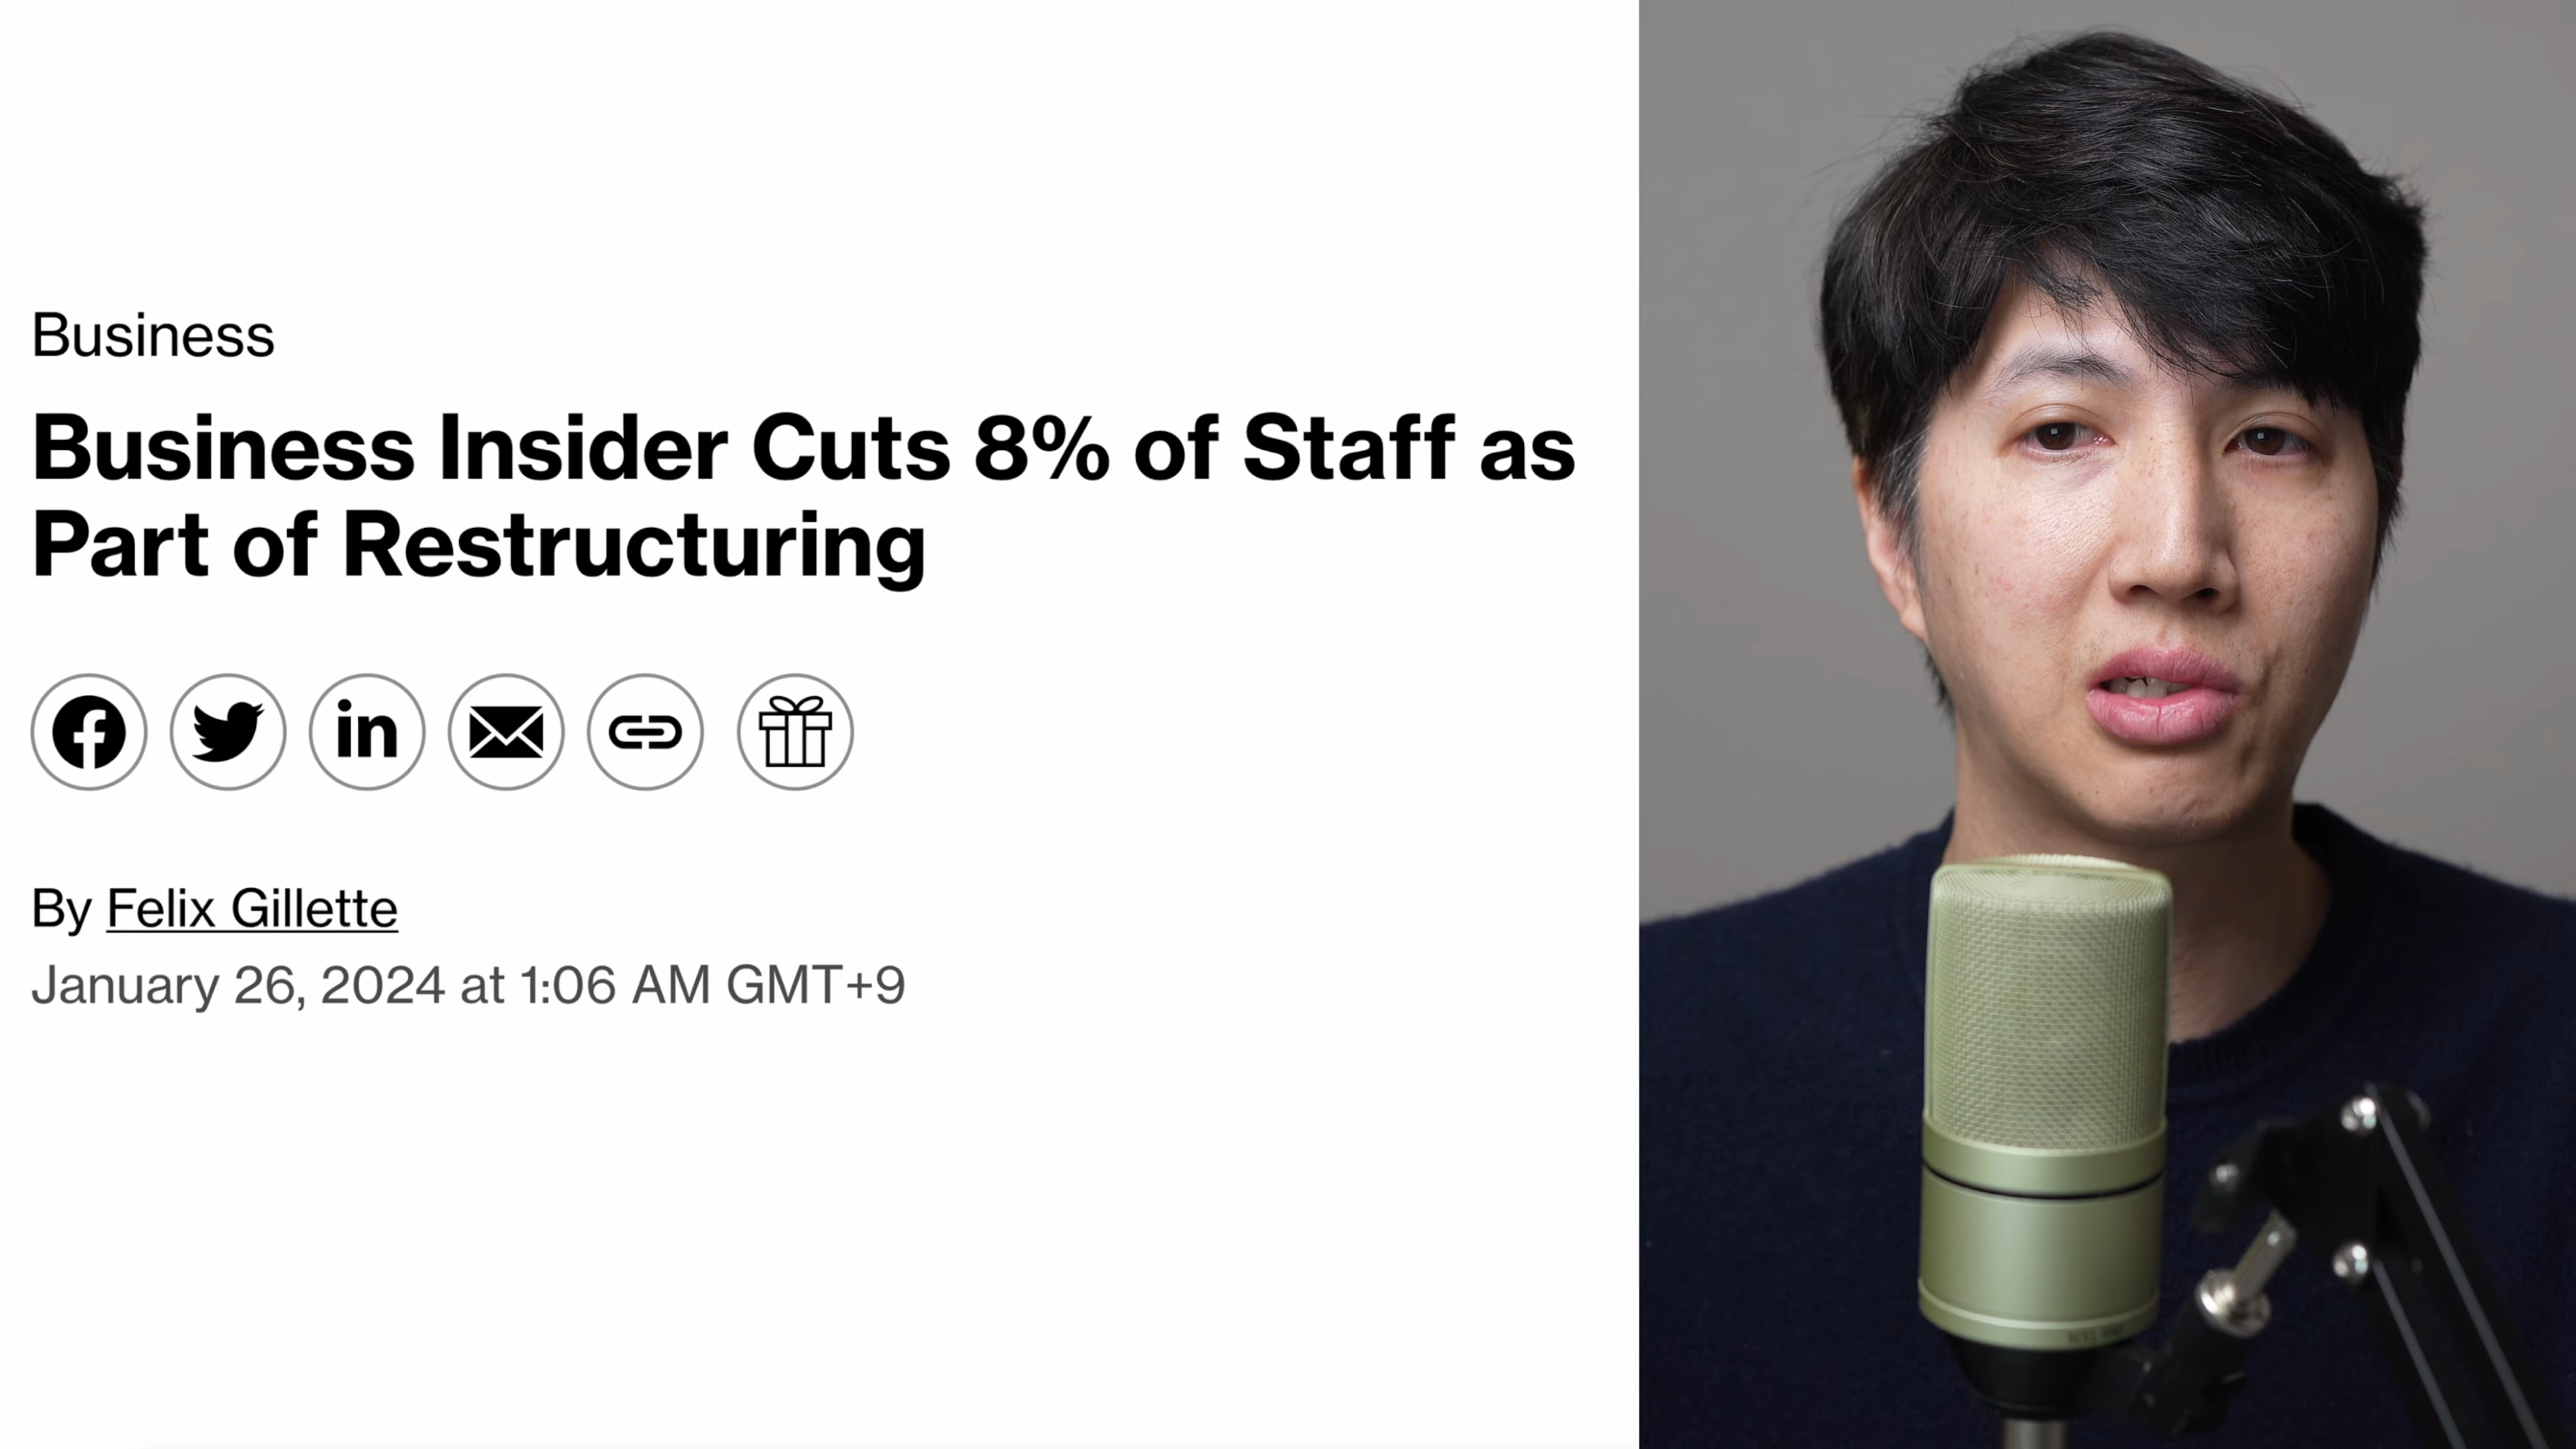 Business
Business Insider Cuts 8% of Staff as
Part of Restructuring
By Felix Gillette
January 26, 2024 at 1:06 AM GMT+9